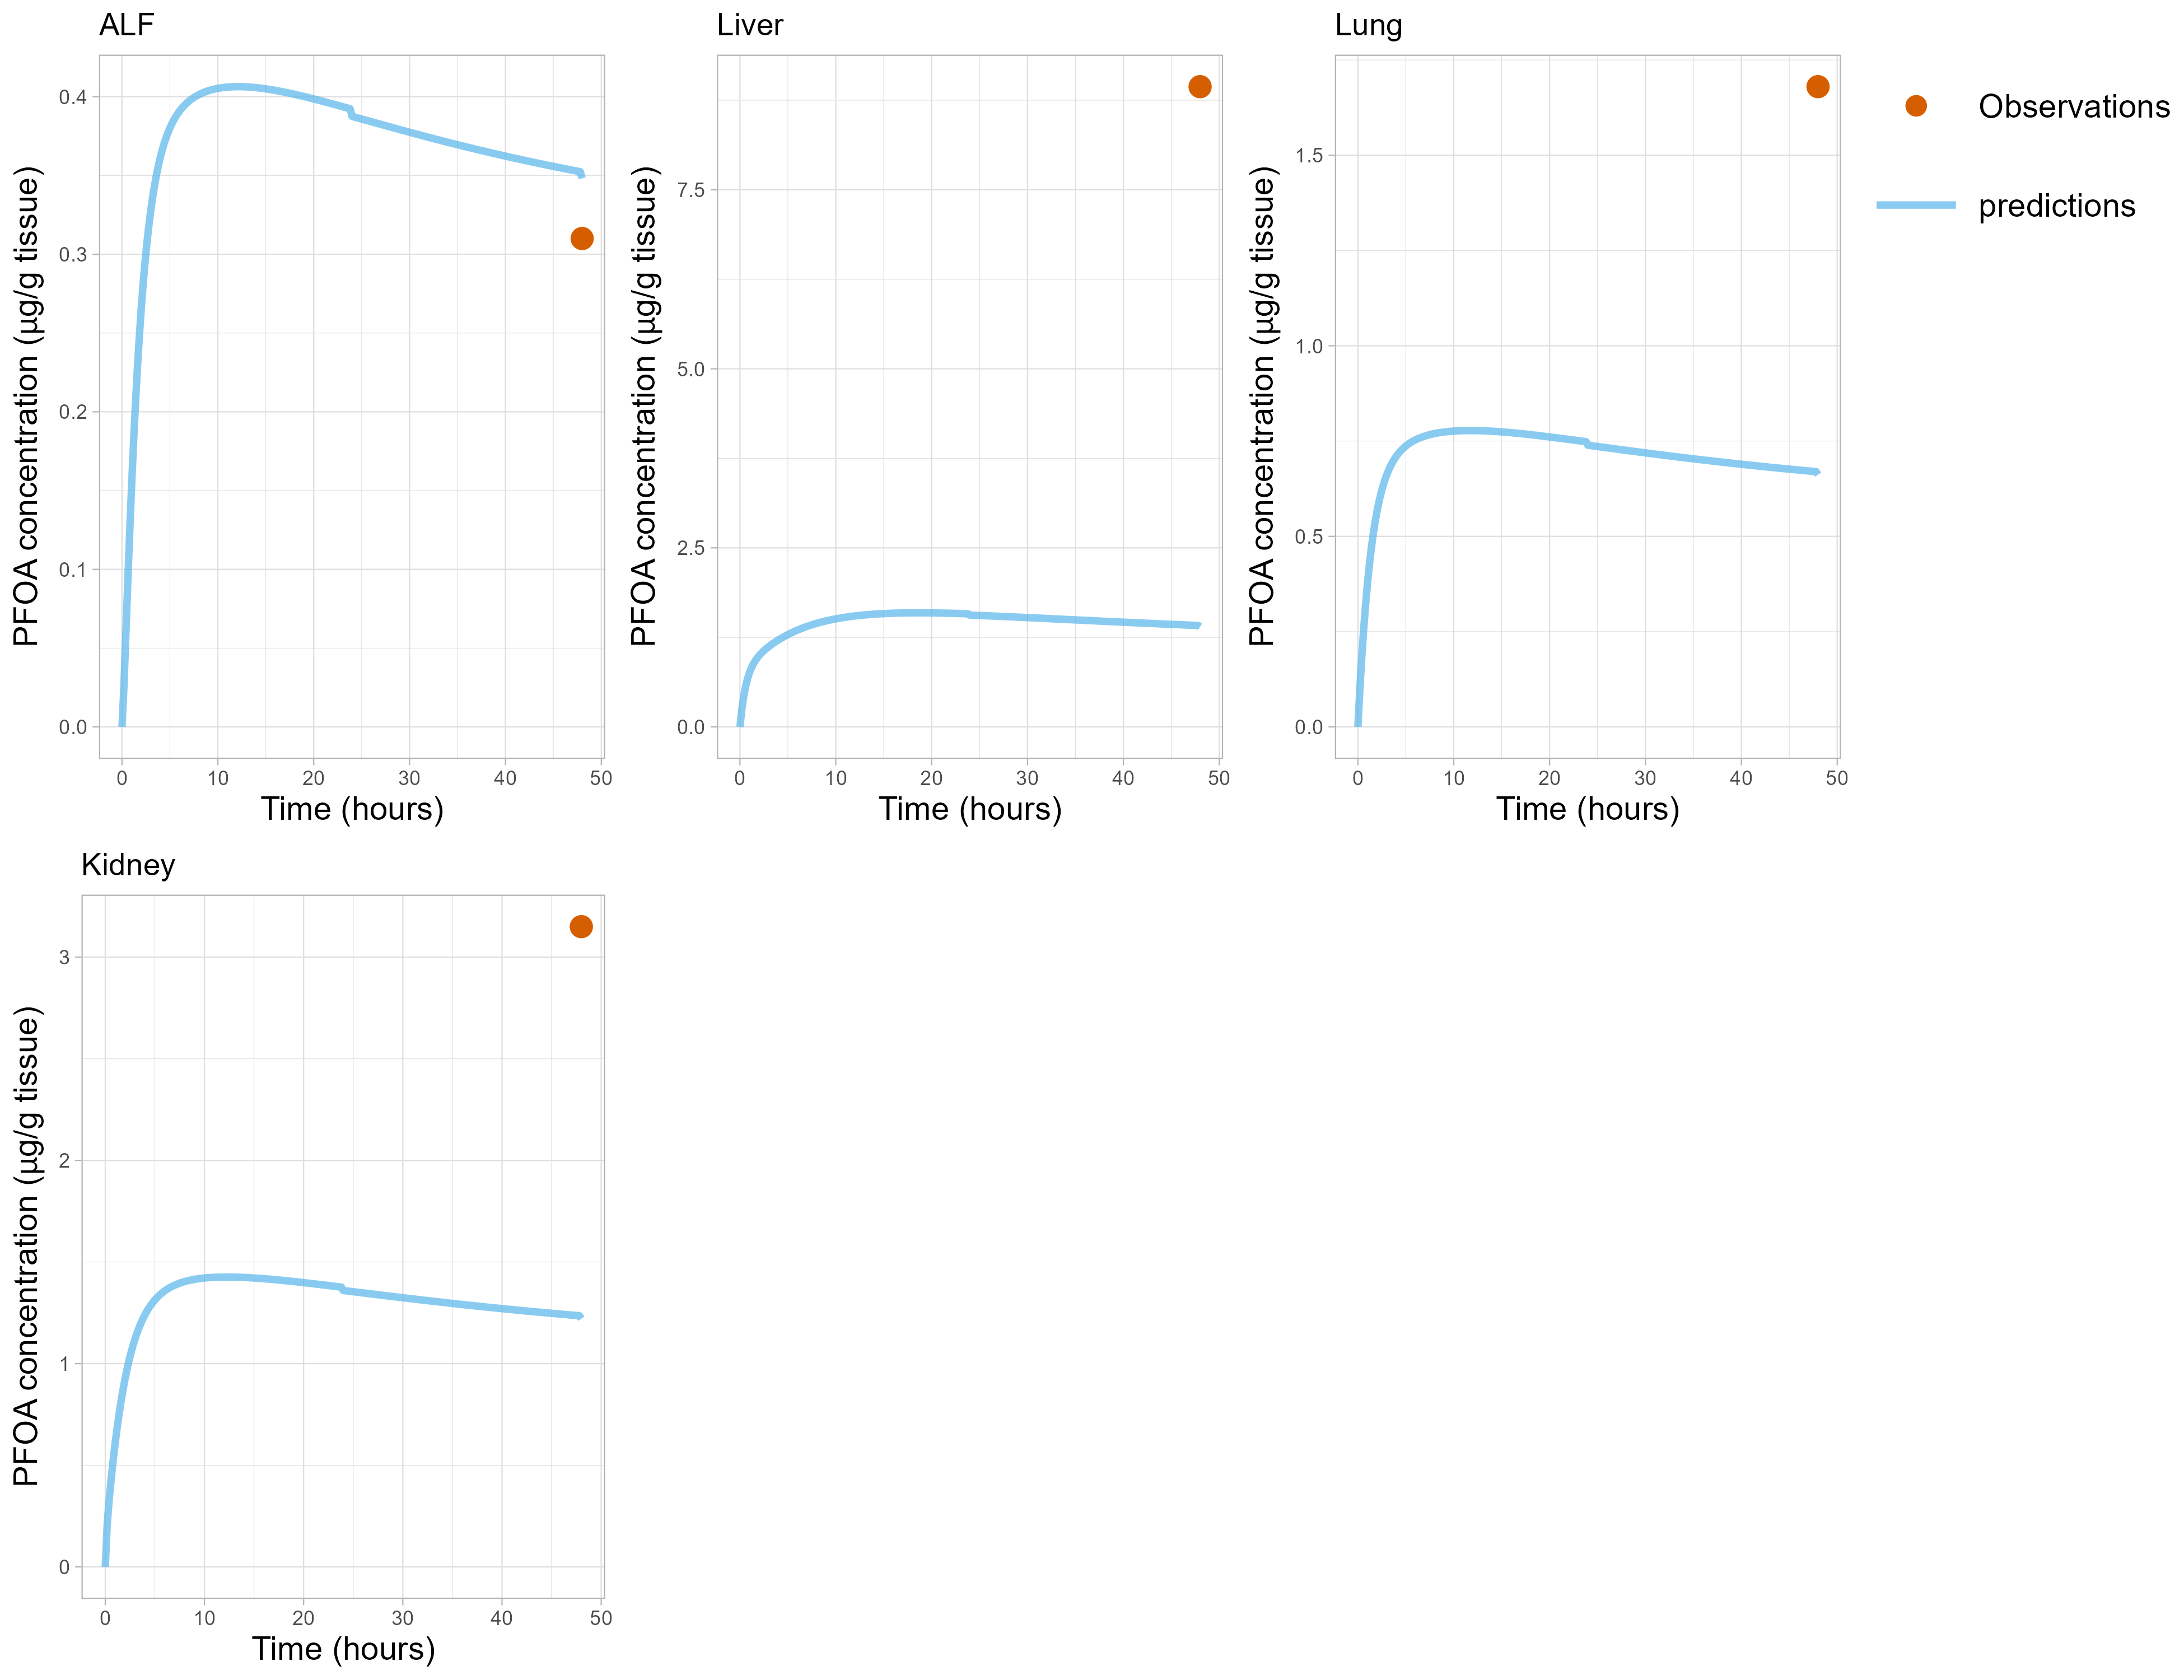 ALF
Liver
Lung
PFOA concentration (µg/g tissue)
0.4
0.3
0.2
0.1
0.0
0 10 20 30 40 50
Time (hours)
PFOA concentration (µg/g tissue)
7.5
5.0
2.5
0.0
0 10 20 30 40 50
Time (hours)
PFOA concentration (µg/g tissue)
1.5
1.0
0.5
0.0
0 10 20 30 40 50
Time (hours)
Observations
predictions
Kidney
PFOA concentration (µg/g tissue)
3
2
1
0
0 10 20 30 40 50
Time (hours)